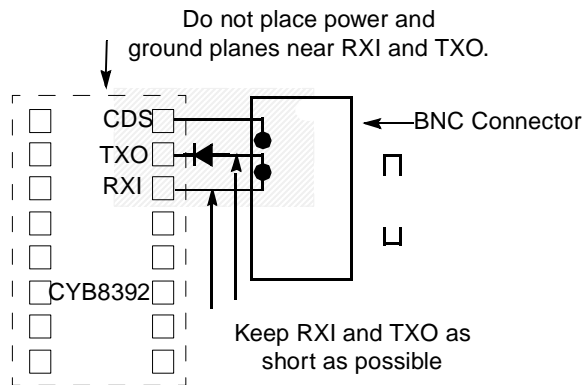 Do not place power and
ground planes near RXI and TXO.
CDS
BNC Connector
TXO
RXI
CYB8392
Keep RXI and TXO as
short as possible